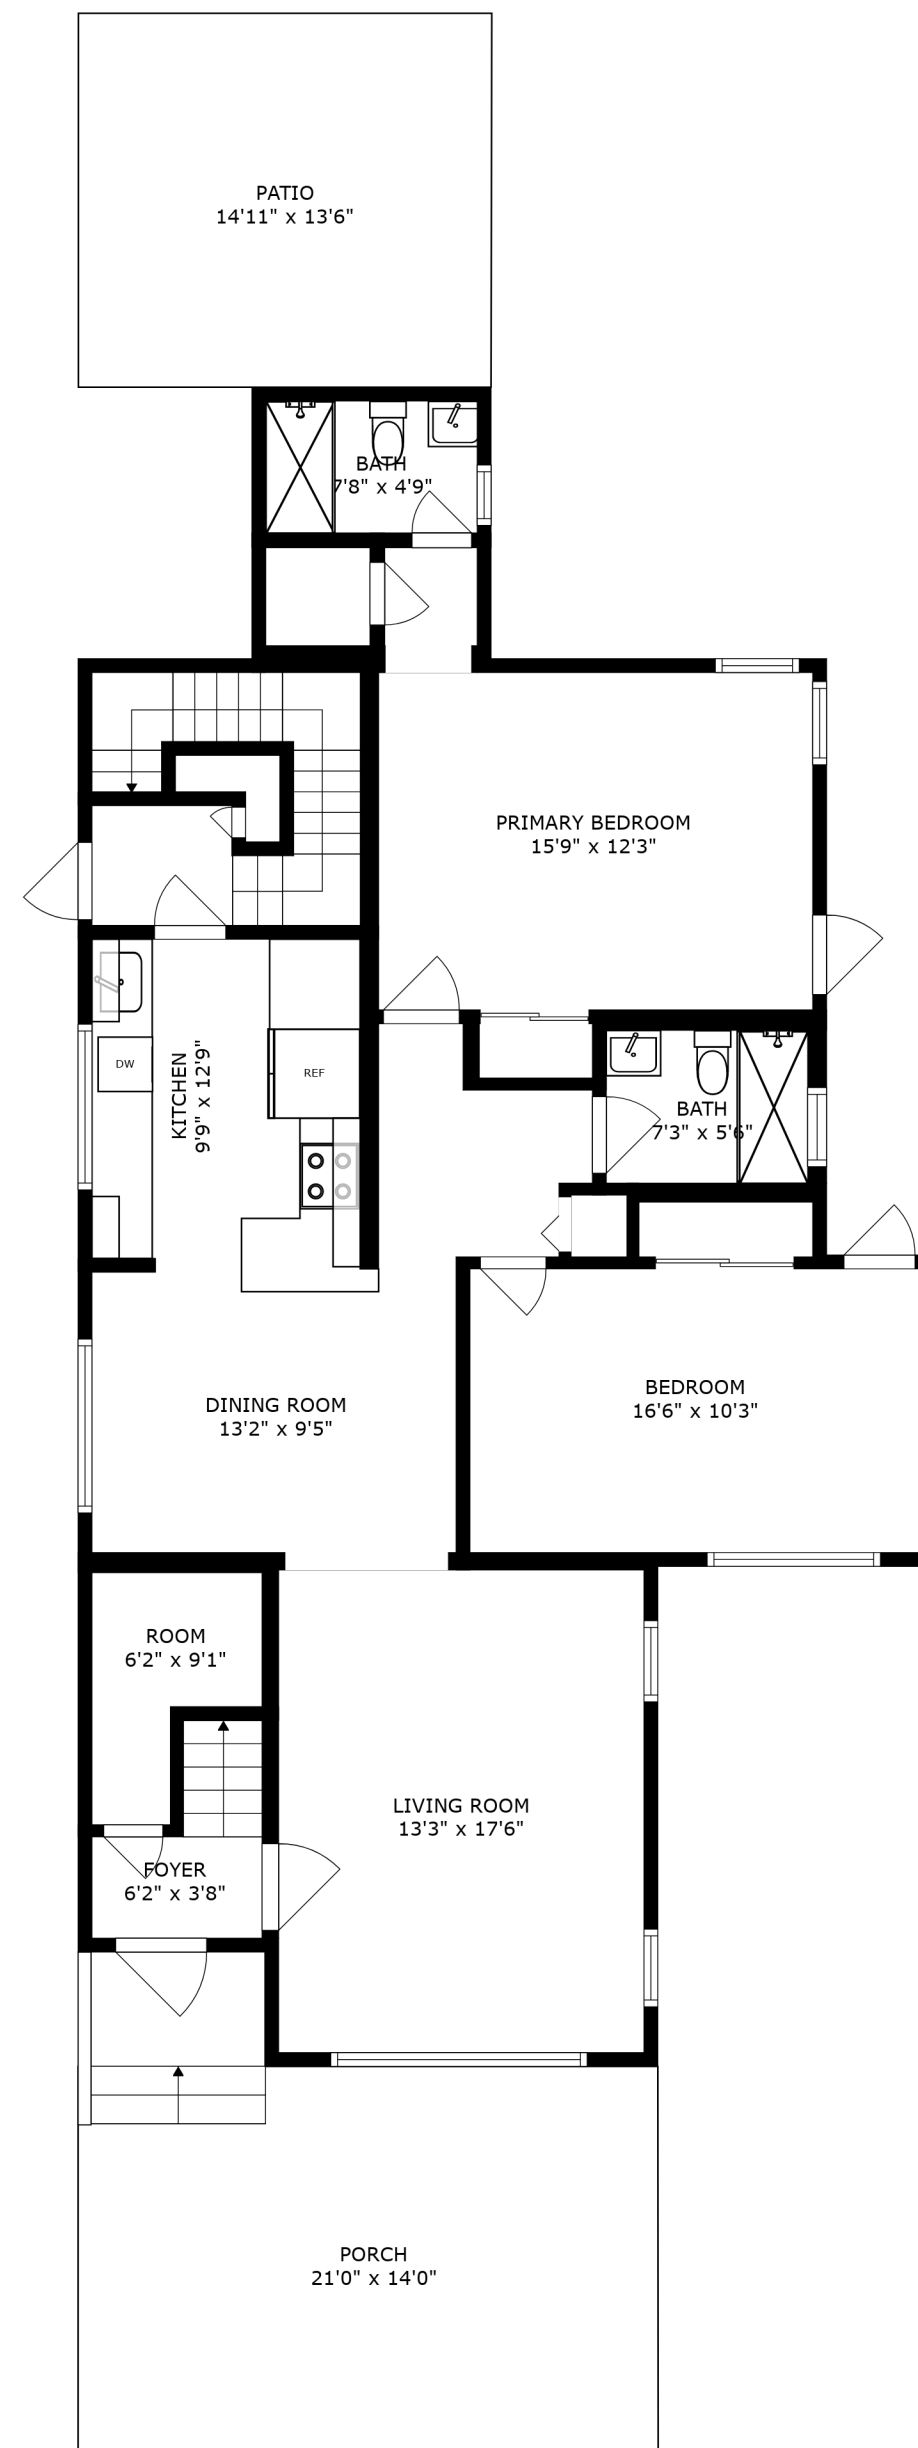 PATIO
14'11" x 13'6"
BATH
7'8" x 4'9"
PRIMARY BEDROOM
15'9" x 12'3"
KITCHEN
9'9" x 12'9"
DW
REF
BATH
7'3" x 5'6"
BEDROOM
16'6" x 10'3"
DINING ROOM
13'2" x 9'5"
ROOM
6'2" x 9'1"
LIVING ROOM
13'3" x 17'6"
FOYER
6'2" x 3'8"
PORCH
21'0" x 14'0"